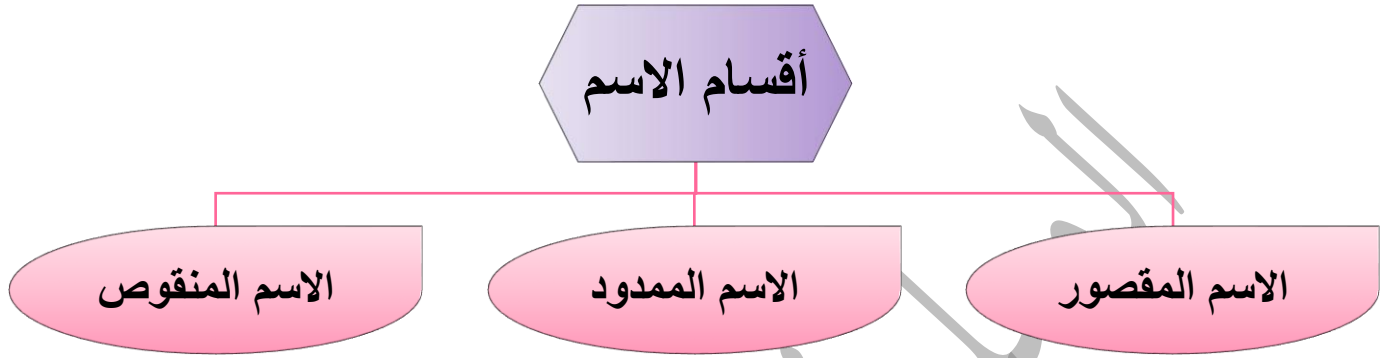 أقسام الاسم
الاسم المقصور
الاسم الممدود
الاسم المنقوص